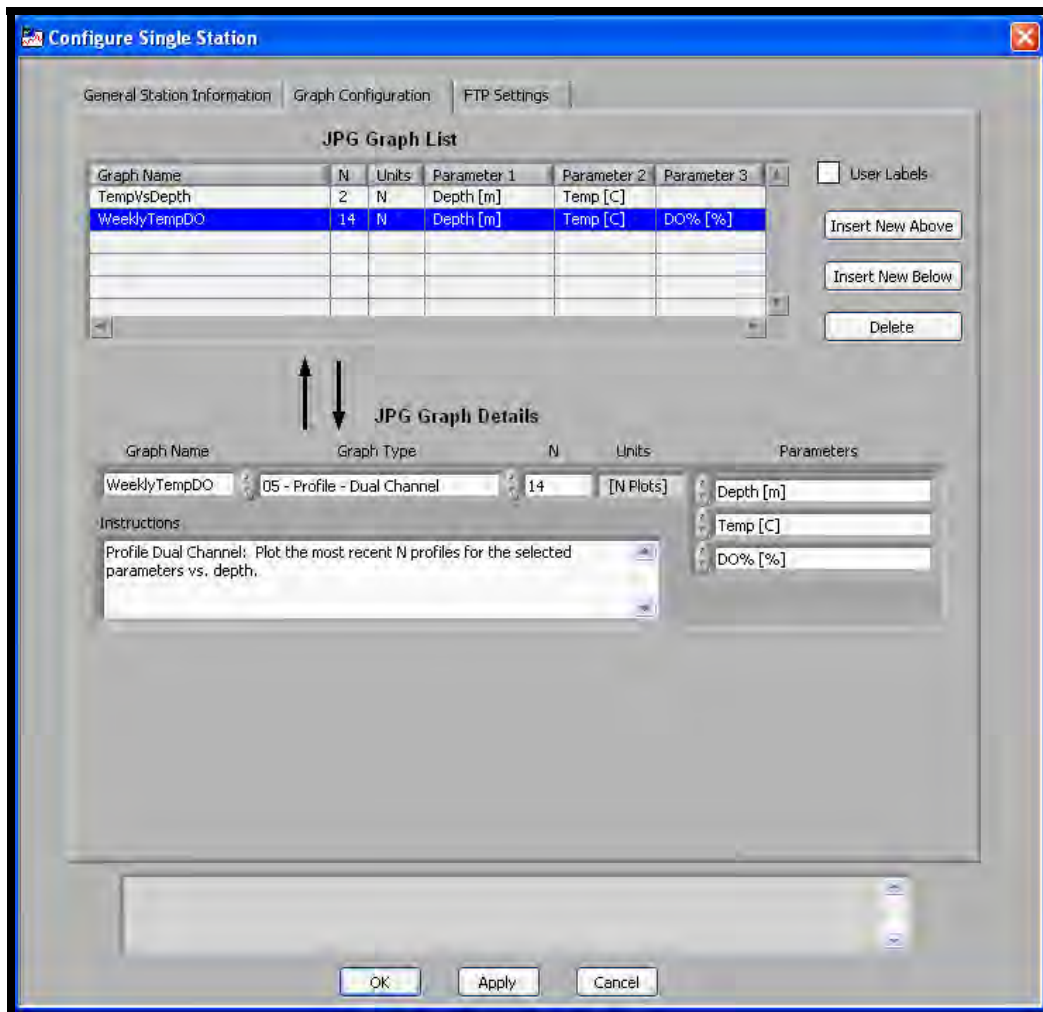 Configure Single Station
General Station Information Graph Configuration FTP Settings
JPG Graph List
Graph Name N Units Parameter 1 Parameter 2 Parameter 3
TempVsDepth 2 N Depth [m] Temp [C]
WeeklyTempDO 14 N Depth [m] Temp [C] DO% [%]
User Labels
Insert New Above
Insert New Below
Delete
JPG Graph Details
Graph Name Graph Type N Units Parameters
WeeklyTempDO 05 - Profile - Dual Channel 14 [N Plots] Depth [m]
Temp [C]
DO% [%]
Instructions
Profile Dual Channel: Plot the most recent N profiles for the selected
parameters vs. depth.
OK Apply Cancel